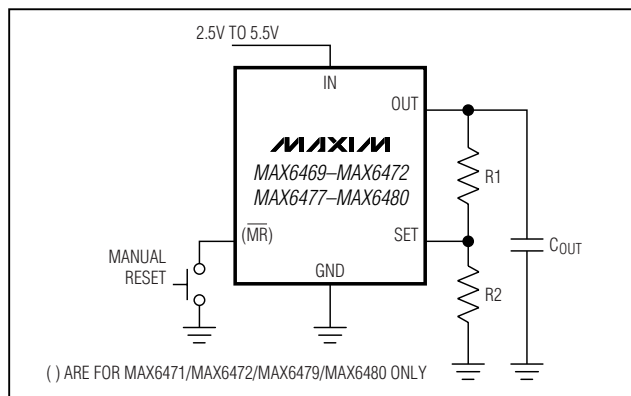 2.5V TO 5.5V
IN
OUT
MAXIM
MAX6469–MAX6472
MAX6477–MAX6480
R1
(M̅R̅)
SET
COUT
MANUAL
RESET
GND
R2
( ) ARE FOR MAX6471/MAX6472/MAX6479/MAX6480 ONLY